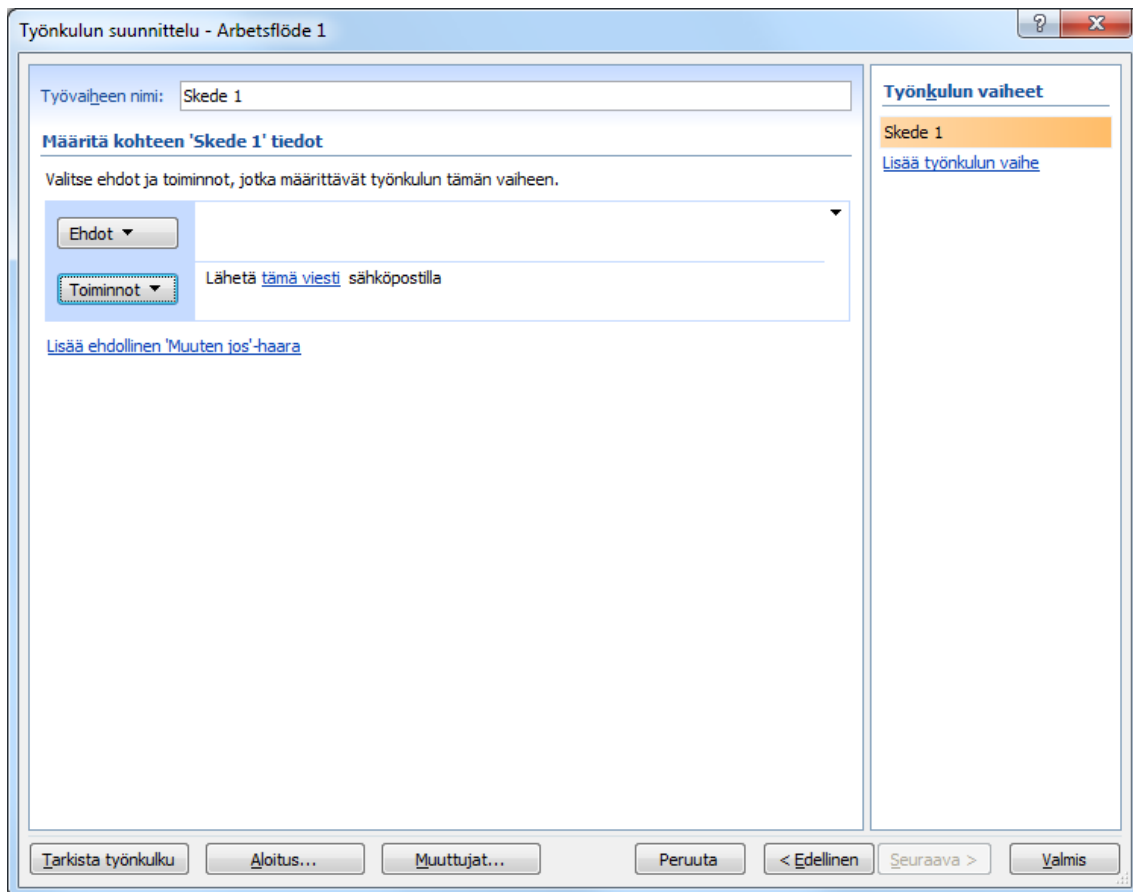 Työnkulun suunnittelu - Arbetsflöde 1
Työvaiheen nimi: Skede 1
Määritä kohteen 'Skede 1' tiedot
Valitse ehdot ja toiminnot, jotka määrittävät työnkulun tämän vaiheen.
Ehdot
Toiminnot
Lähetä tämä viesti sähköpostilla
Lisää ehdollinen 'Muuten jos'-haara
Työnkulun vaiheet
Skede 1
Lisää työnkulun vaihe
Tarkista työnkulku Aloitus... Muuttujat... Peruuta < Edellinen Seuraava > Valmis